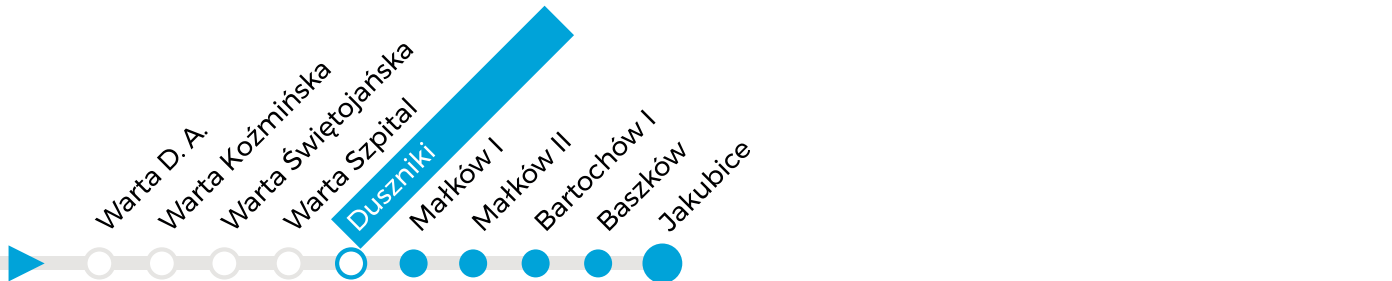 Warta D. A.
Warta Koźmińska
Warta Świętojańska
Warta Szpital
Duszniki
Małków I
Małków II
Bartochów I
Baszków
Jakubice